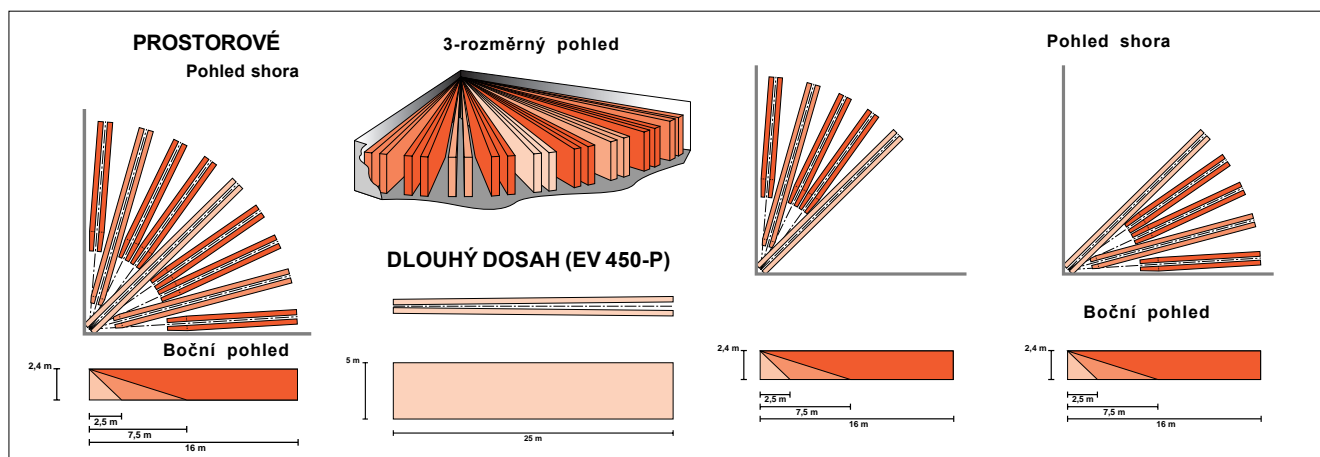 PROSTOROVÉ
Pohled shora
Boční pohled
2,4 m
2,5 m
7,5 m
16 m
3-rozměrný pohled
DLOUHÝ DOSAH (EV 450-P)
5 m
25 m
2,4 m
2,5 m
7,5 m
16 m
Pohled shora
Boční pohled
2,4 m
2,5 m
7,5 m
16 m